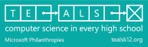 TEALS
computer science in every high school
Microsoft Philanthropies
tealsk12.org